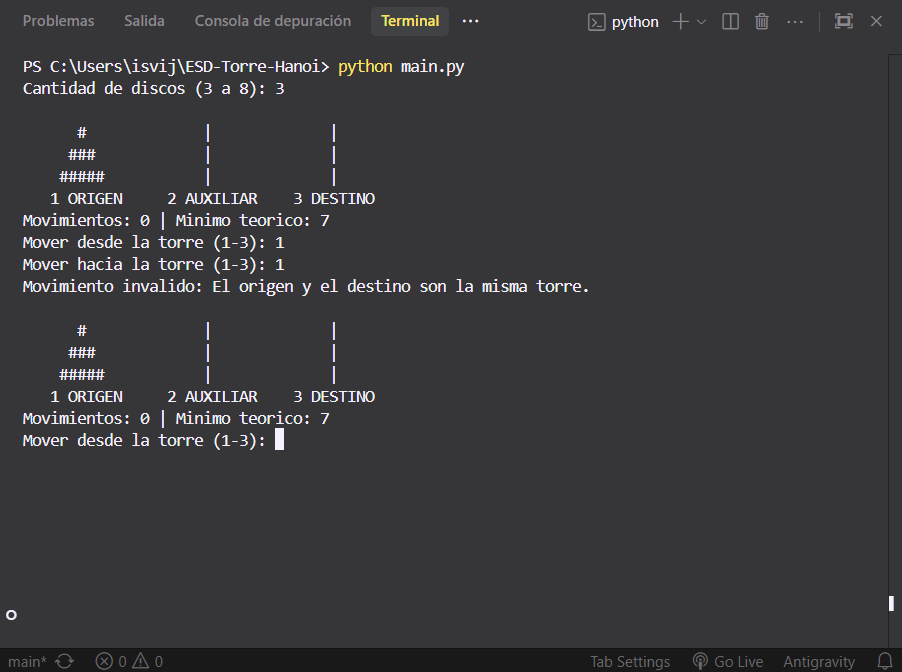 Problemas Salida Consola de depuración Terminal ... python ...
PS C:\Users\isvij\ESD-Torre-Hanoi> python main.py
Cantidad de discos (3 a 8): 3
# | |
### | |
##### | |
1 ORIGEN 2 AUXILIAR 3 DESTINO
Movimientos: 0 | Minimo teorico: 7
Mover desde la torre (1-3): 1
Mover hacia la torre (1-3): 1
Movimiento invalido: El origen y el destino son la misma torre.
# | |
### | |
##### | |
1 ORIGEN 2 AUXILIAR 3 DESTINO
Movimientos: 0 | Minimo teorico: 7
Mover desde la torre (1-3):
main* 0 0 Tab Settings Go Live Antigravity